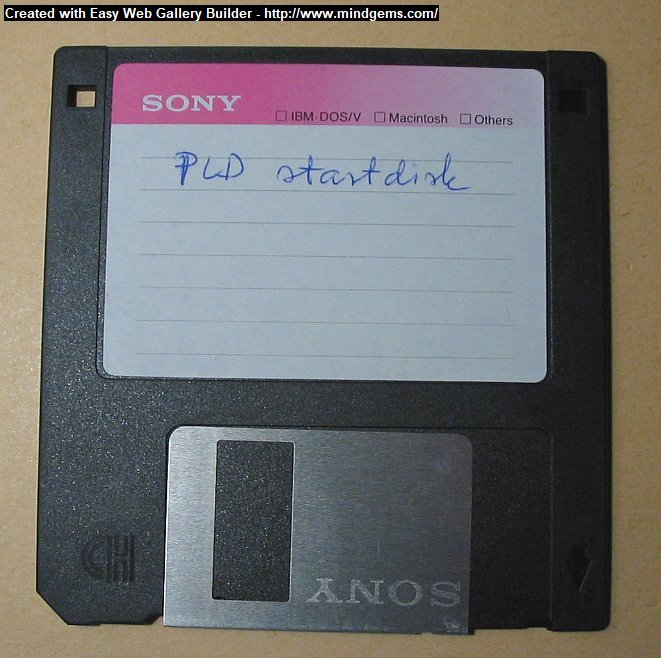 Created with Easy Web Gallery Builder - http://www.mindgems.com/
SONY
IBM·DOS/V Macintosh Others
PLD startdisk
SONY